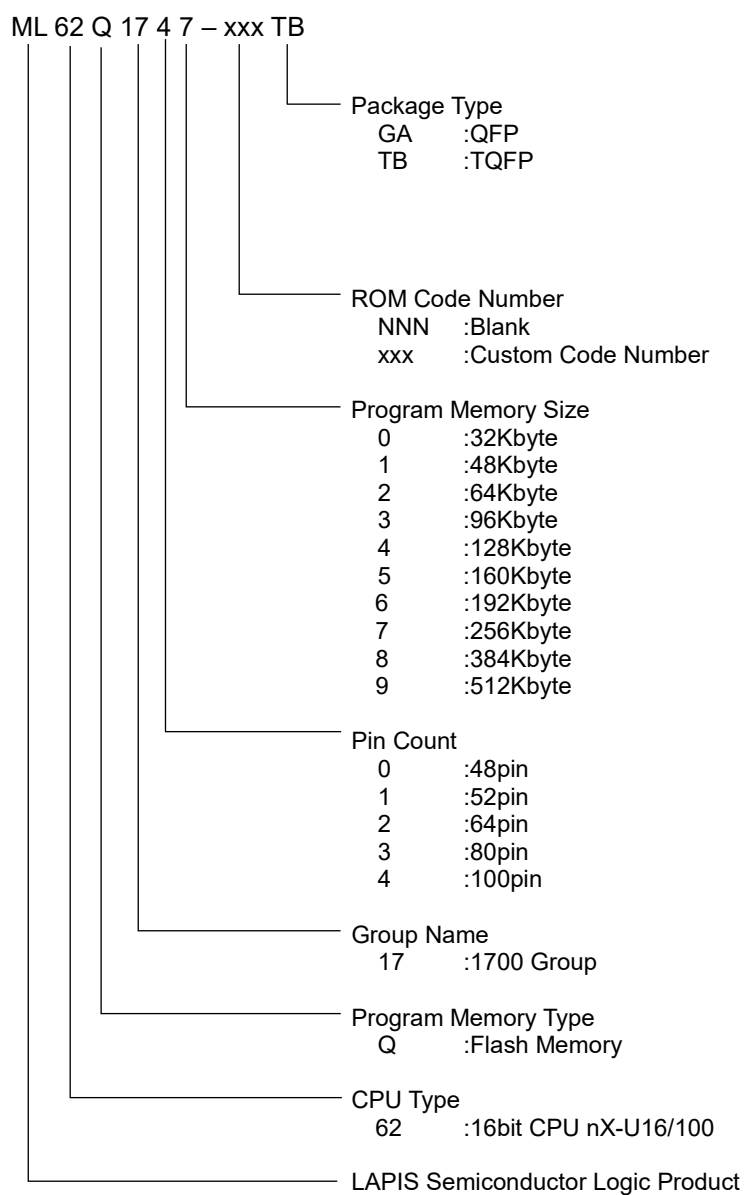 ML 62 Q 17 4 7 – xxx TB
Package Type
GA :QFP
TB :TQFP
ROM Code Number
NNN :Blank
xxx :Custom Code Number
Program Memory Size
0 :32Kbyte
1 :48Kbyte
2 :64Kbyte
3 :96Kbyte
4 :128Kbyte
5 :160Kbyte
6 :192Kbyte
7 :256Kbyte
8 :384Kbyte
9 :512Kbyte
Pin Count
0 :48pin
1 :52pin
2 :64pin
3 :80pin
4 :100pin
Group Name
17 :1700 Group
Program Memory Type
Q :Flash Memory
CPU Type
62 :16bit CPU nX-U16/100
LAPIS Semiconductor Logic Product